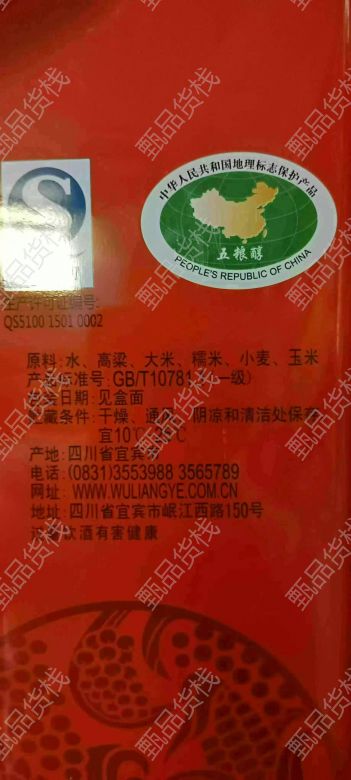 中华人民共和国地理标志保护产品
五粮醇
PEOPLE'S REPUBLIC OF CHINA
生产许可证编号:
QS5100 1501 0002
原料: 水、高粱、大米、糯米、小麦、玉米
产品标准号: GB/T10781 一级)
日期: 见盒面
贮藏条件: 干燥、通 阴凉和清洁处保存
宜10℃
产地: 四川省宜宾市
电话: (0831)3553988 3565789
网址: WWW.WULIANGYE.COM.CN
地址: 四川省宜宾市岷江西路150号
过量饮酒有害健康
甄品货栈